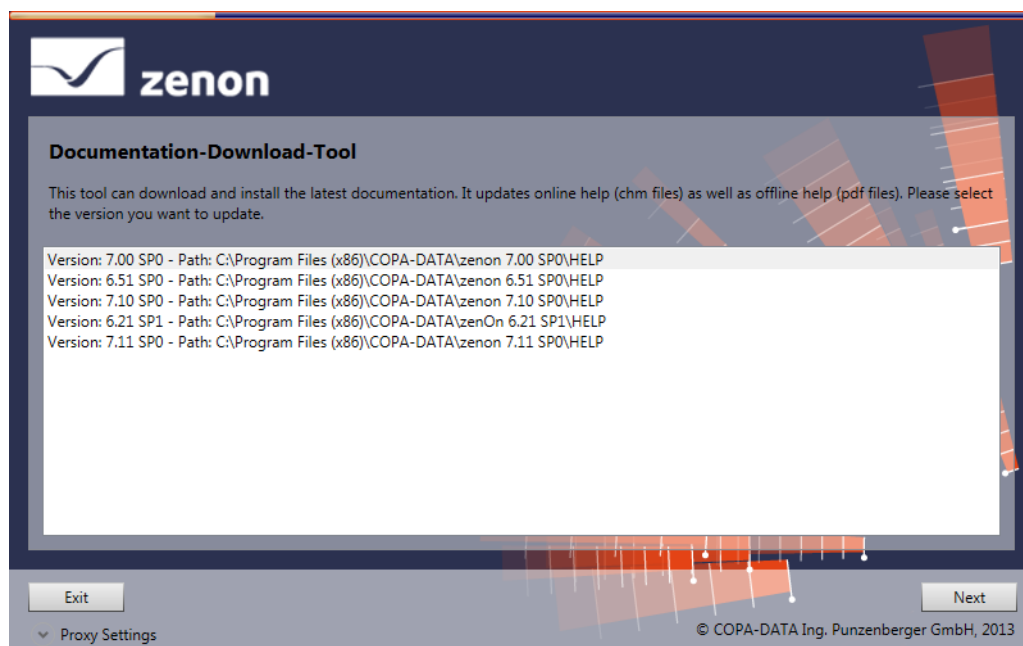 zenon
Documentation-Download-Tool
This tool can download and install the latest documentation. It updates online help (chm files) as well as offline help (pdf files). Please select
the version you want to update.
Version: 7.00 SP0 - Path: C:\Program Files (x86)\COPA-DATA\zenon 7.00 SP0\HELP
Version: 6.51 SP0 - Path: C:\Program Files (x86)\COPA-DATA\zenon 6.51 SP0\HELP
Version: 7.10 SP0 - Path: C:\Program Files (x86)\COPA-DATA\zenon 7.10 SP0\HELP
Version: 6.21 SP1 - Path: C:\Program Files (x86)\COPA-DATA\zenOn 6.21 SP1\HELP
Version: 7.11 SP0 - Path: C:\Program Files (x86)\COPA-DATA\zenon 7.11 SP0\HELP
Exit
Next
Proxy Settings
© COPA-DATA Ing. Punzenberger GmbH, 2013